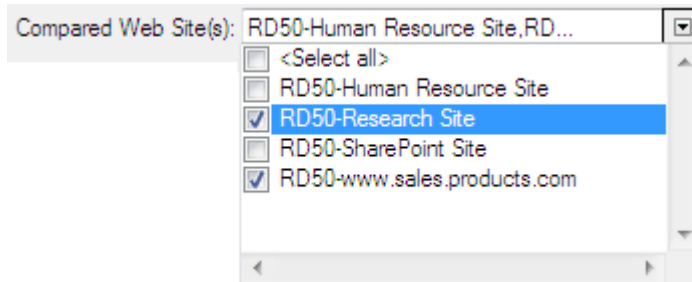 Compared Web Site(s): RD50-Human Resource Site,RD...
<Select all>
RD50-Human Resource Site
RD50-Research Site
RD50-SharePoint Site
RD50-www.sales.products.com